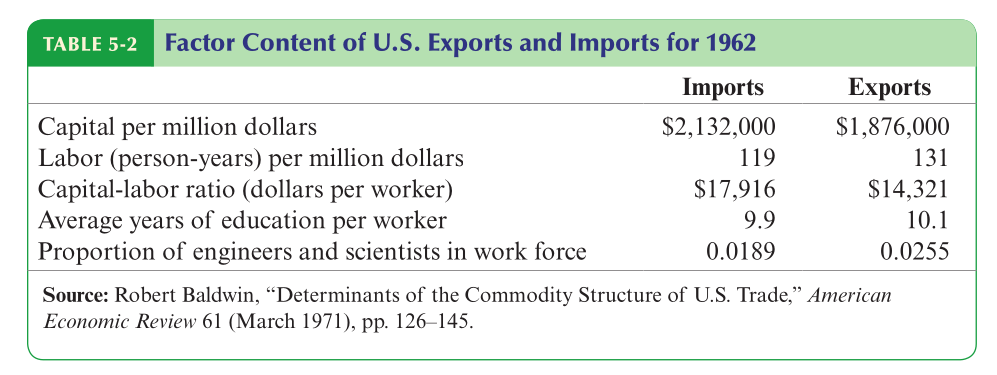 TABLE 5-2 Factor Content of U.S. Exports and Imports for 1962
Imports Exports
Capital per million dollars $2,132,000 $1,876,000
Labor (person-years) per million dollars 119 131
Capital-labor ratio (dollars per worker) $17,916 $14,321
Average years of education per worker 9.9 10.1
Proportion of engineers and scientists in work force 0.0189 0.0255
Source: Robert Baldwin, “Determinants of the Commodity Structure of U.S. Trade,” American
Economic Review 61 (March 1971), pp. 126–145.